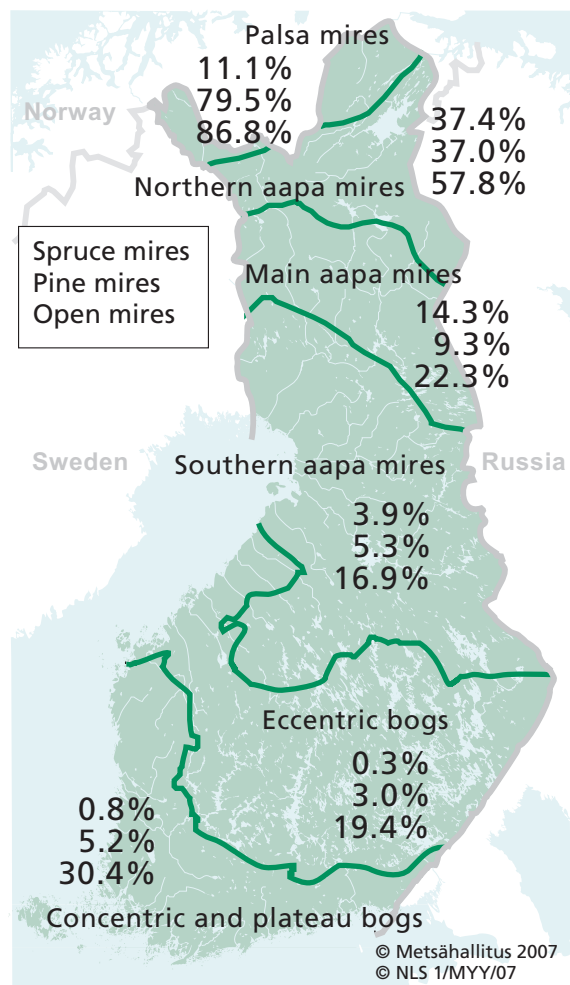 Palsa mires
11.1%
79.5%
86.8%
Norway
37.4%
37.0%
57.8%
Northern aapa mires
Spruce mires
Pine mires
Open mires
Main aapa mires
14.3%
9.3%
22.3%
Sweden
Southern aapa mires
Russia
3.9%
5.3%
16.9%
Eccentric bogs
0.3%
3.0%
19.4%
0.8%
5.2%
30.4%
Concentric and plateau bogs
© Metsähallitus 2007
© NLS 1/MYY/07